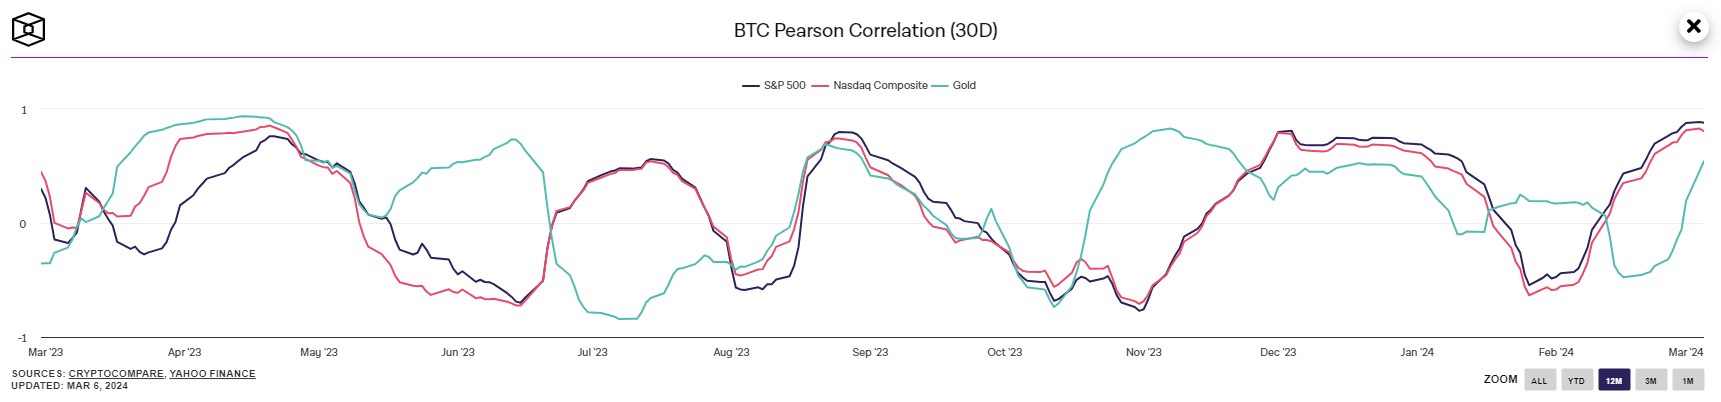 BTC Pearson Correlation (30D)
S&P 500 Nasdaq Composite Gold
1
0
-1
Mar '23 Apr '23 May '23 Jun '23 Jul '23 Aug '23 Sep '23 Oct '23 Nov '23 Dec '23 Jan '24 Feb '24 Mar '24
SOURCES: CRYPTOCOMPARE, YAHOO FINANCE
UPDATED: MAR 6, 2024
ZOOM ALL YTD 12M 3M 1M